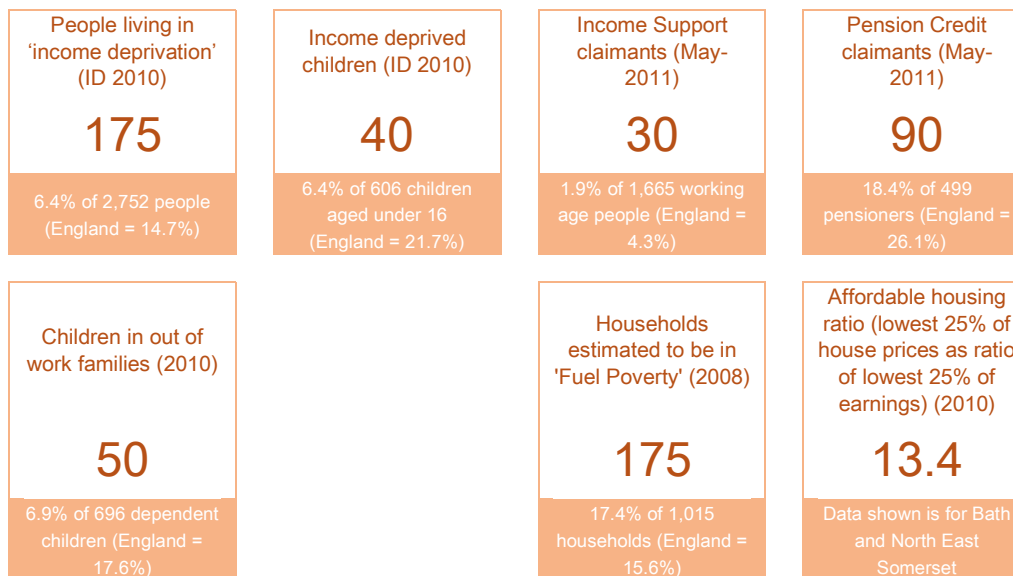 People living in
‘income deprivation’
(ID 2010)
175
6.4% of 2,752 people
(England = 14.7%)
Income deprived
children (ID 2010)
40
6.4% of 606 children
aged under 16
(England = 21.7%)
Income Support
claimants (May-
2011)
30
1.9% of 1,665 working
age people (England =
4.3%)
Pension Credit
claimants (May-
2011)
90
18.4% of 499
pensioners (England =
26.1%)
Children in out of
work families (2010)
50
6.9% of 696 dependent
children (England =
17.6%)
Households
estimated to be in
'Fuel Poverty' (2008)
175
17.4% of 1,015
households (England =
15.6%)
Affordable housing
ratio (lowest 25% of
house prices as ratio
of lowest 25% of
earnings) (2010)
13.4
Data shown is for Bath
and North East
Somerset